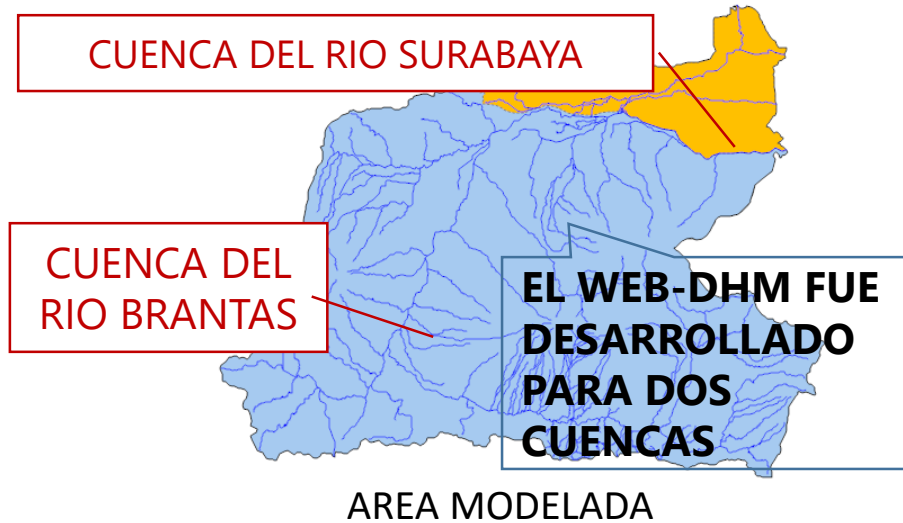 CUENCA DEL RIO SURABAYA
CUENCA DEL
RIO BRANTAS
EL WEB-DHM FUE
DESARROLLADO
PARA DOS
CUENCAS
AREA MODELADA